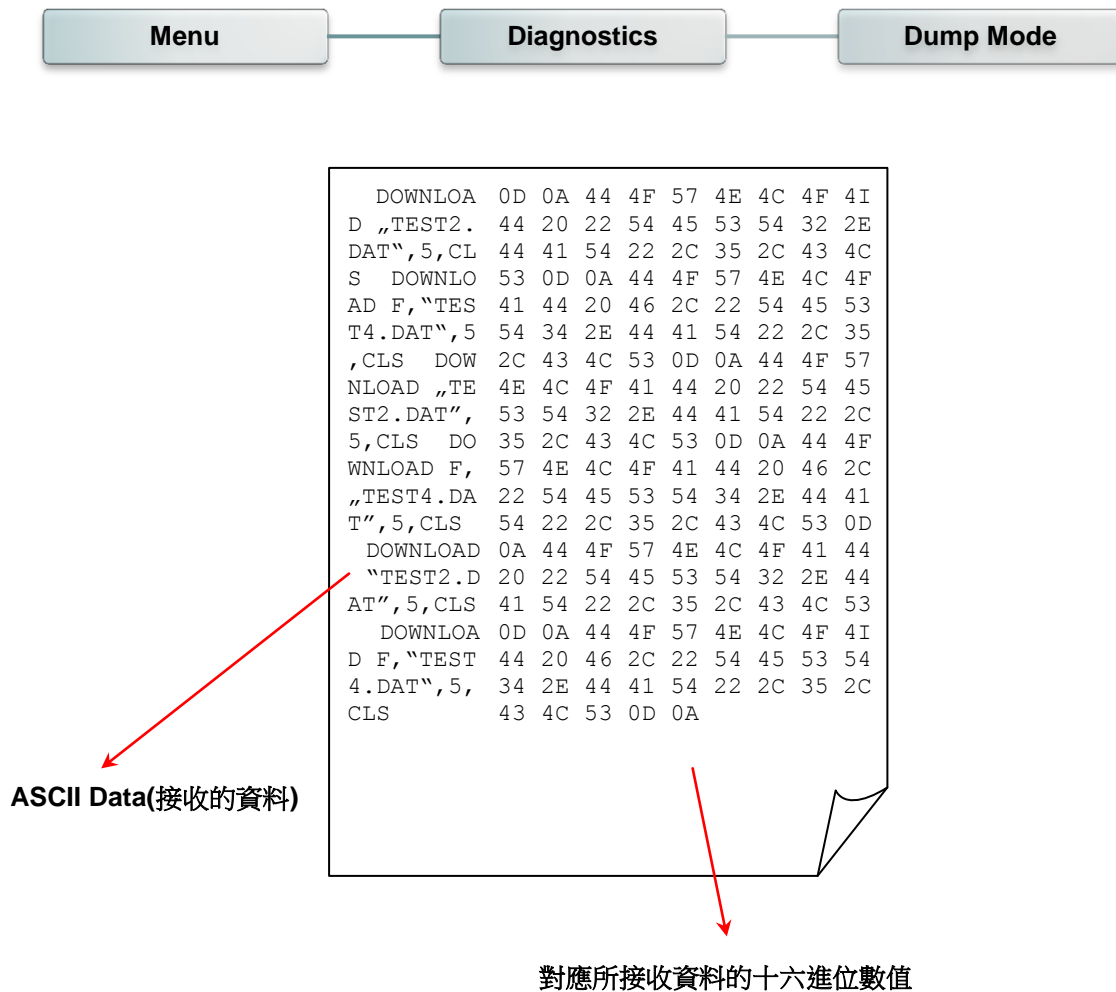 Menu Diagnostics Dump Mode
DOWNLOA 0D 0A 44 4F 57 4E 4C 4F 4I
D „TEST2. 44 20 22 54 45 53 54 32 2E
DAT‟,5,CL 44 41 54 22 2C 35 2C 43 4C
S DOWNLO 53 0D 0A 44 4F 57 4E 4C 4F
AD F,‟TES 41 44 20 46 2C 22 54 45 53
T4.DAT‟,5 54 34 2E 44 41 54 22 2C 35
,CLS DOW 2C 43 4C 53 0D 0A 44 4F 57
NLOAD „TE 4E 4C 4F 41 44 20 22 54 45
ST2.DAT”, 53 54 32 2E 44 41 54 22 2C
5,CLS DO 35 2C 43 4C 53 0D 0A 44 4F
WNLOAD F, 57 4E 4C 4F 41 44 20 46 2C
„TEST4.DA 22 54 45 53 54 34 2E 44 41
T”,5,CLS 54 22 2C 35 2C 43 4C 53 0D
DOWNLOAD 0A 44 4F 57 4E 4C 4F 41 44
‟TEST2.D 20 22 54 45 53 54 32 2E 44
AT”,5,CLS 41 54 22 2C 35 2C 43 4C 53
DOWNLOA 0D 0A 44 4F 57 4E 4C 4F 4I
D F,‟TEST 44 20 46 2C 22 54 45 53 54
4.DAT‟,5, 34 2E 44 41 54 22 2C 35 2C
CLS 43 4C 53 0D 0A
ASCII Data(接收的資料)
對應所接收資料的十六進位數值